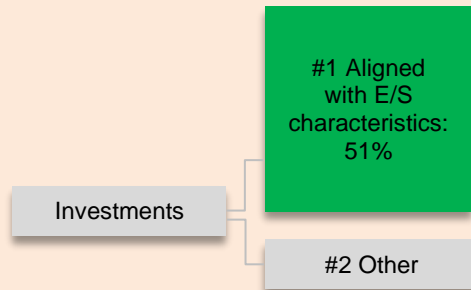 #1 Aligned
with E/S
characteristics:
51%
Investments
#2 Other